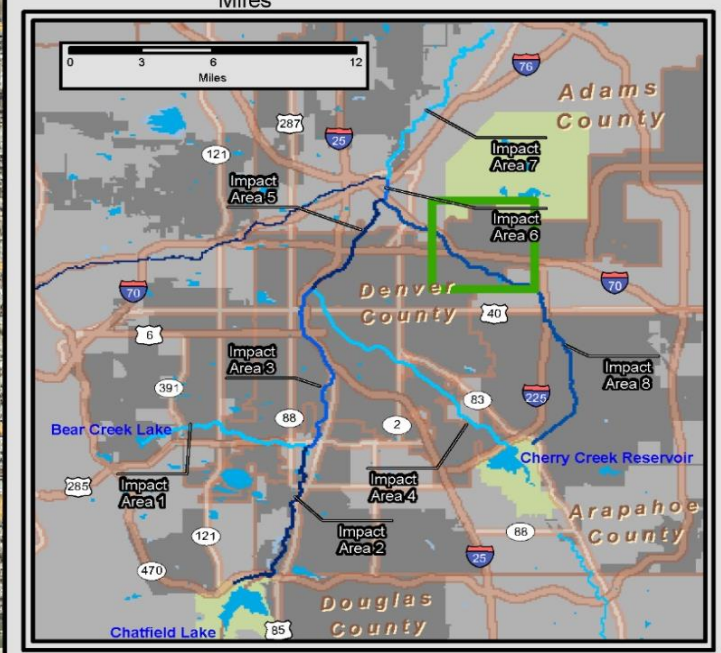 Miles
0 3 6 12
Miles
76
Adams
County
287
25
121
Impact
Area 7
Impact
Area 5
Impact
Area 6
70
Denver
County
40
70
6
Impact
Area 3
Impact
Area 8
391
83
225
Bear Creek Lake
88
2
Cherry Creek Reservoir
285
Impact
Area 1
Impact
Area 4
Arapahoe
County
121
Impact
Area 2
88
25
470
Douglas
County
Chatfield Lake
85